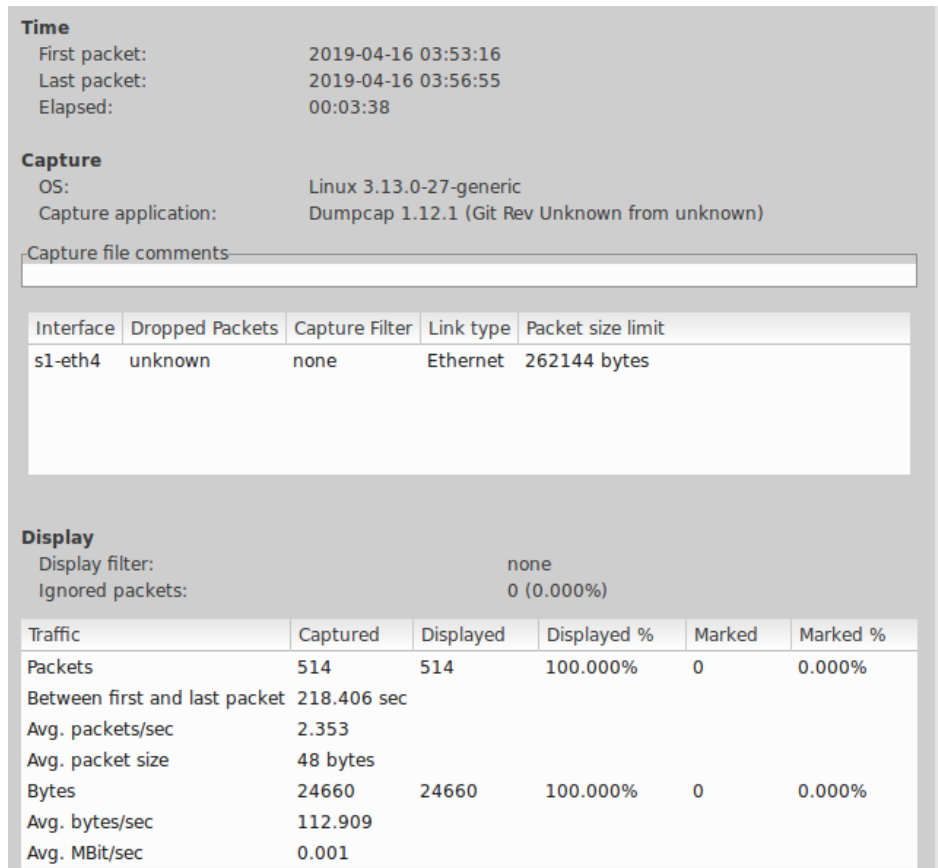 Time
First packet: 2019-04-16 03:53:16
Last packet: 2019-04-16 03:56:55
Elapsed: 00:03:38
Capture
OS: Linux 3.13.0-27-generic
Capture application: Dumpcap 1.12.1 (Git Rev Unknown from unknown)
Capture file comments
Interface Dropped Packets Capture Filter Link type Packet size limit
s1-eth4 unknown none Ethernet 262144 bytes
Display
Display filter: none
Ignored packets: 0 (0.000%)
Traffic Captured Displayed Displayed % Marked Marked %
Packets 514 514 100.000% 0 0.000%
Between first and last packet 218.406 sec
Avg. packets/sec 2.353
Avg. packet size 48 bytes
Bytes 24660 24660 100.000% 0 0.000%
Avg. bytes/sec 112.909
Avg. MBit/sec 0.001